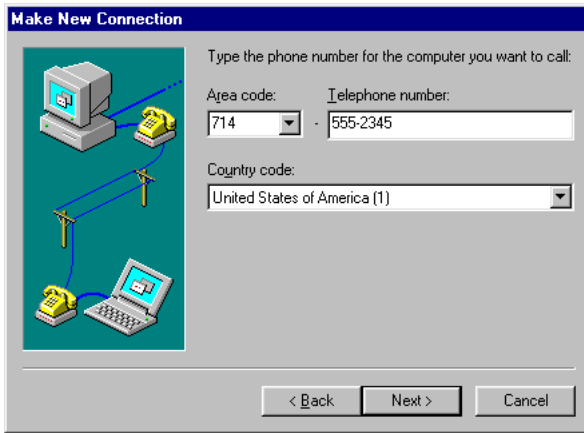 Make New Connection
Type the phone number for the computer you want to call:
Area code: Telephone number:
714 - 555-2345
Country code:
United States of America (1)
< Back Next > Cancel